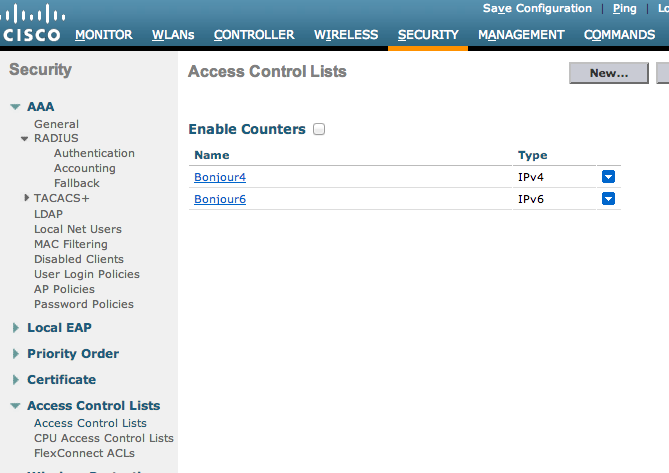 Save Configuration | Ping | Lo
CISCO MONITOR WLANs CONTROLLER WIRELESS SECURITY MANAGEMENT COMMANDS
Security
AAA
General
RADIUS
Authentication
Accounting
Fallback
TACACS+
LDAP
Local Net Users
MAC Filtering
Disabled Clients
User Login Policies
AP Policies
Password Policies
Local EAP
Priority Order
Certificate
Access Control Lists
Access Control Lists
CPU Access Control Lists
FlexConnect ACLs
Access Control Lists New...
Enable Counters
Name Type
Bonjour4 IPv4
Bonjour6 IPv6